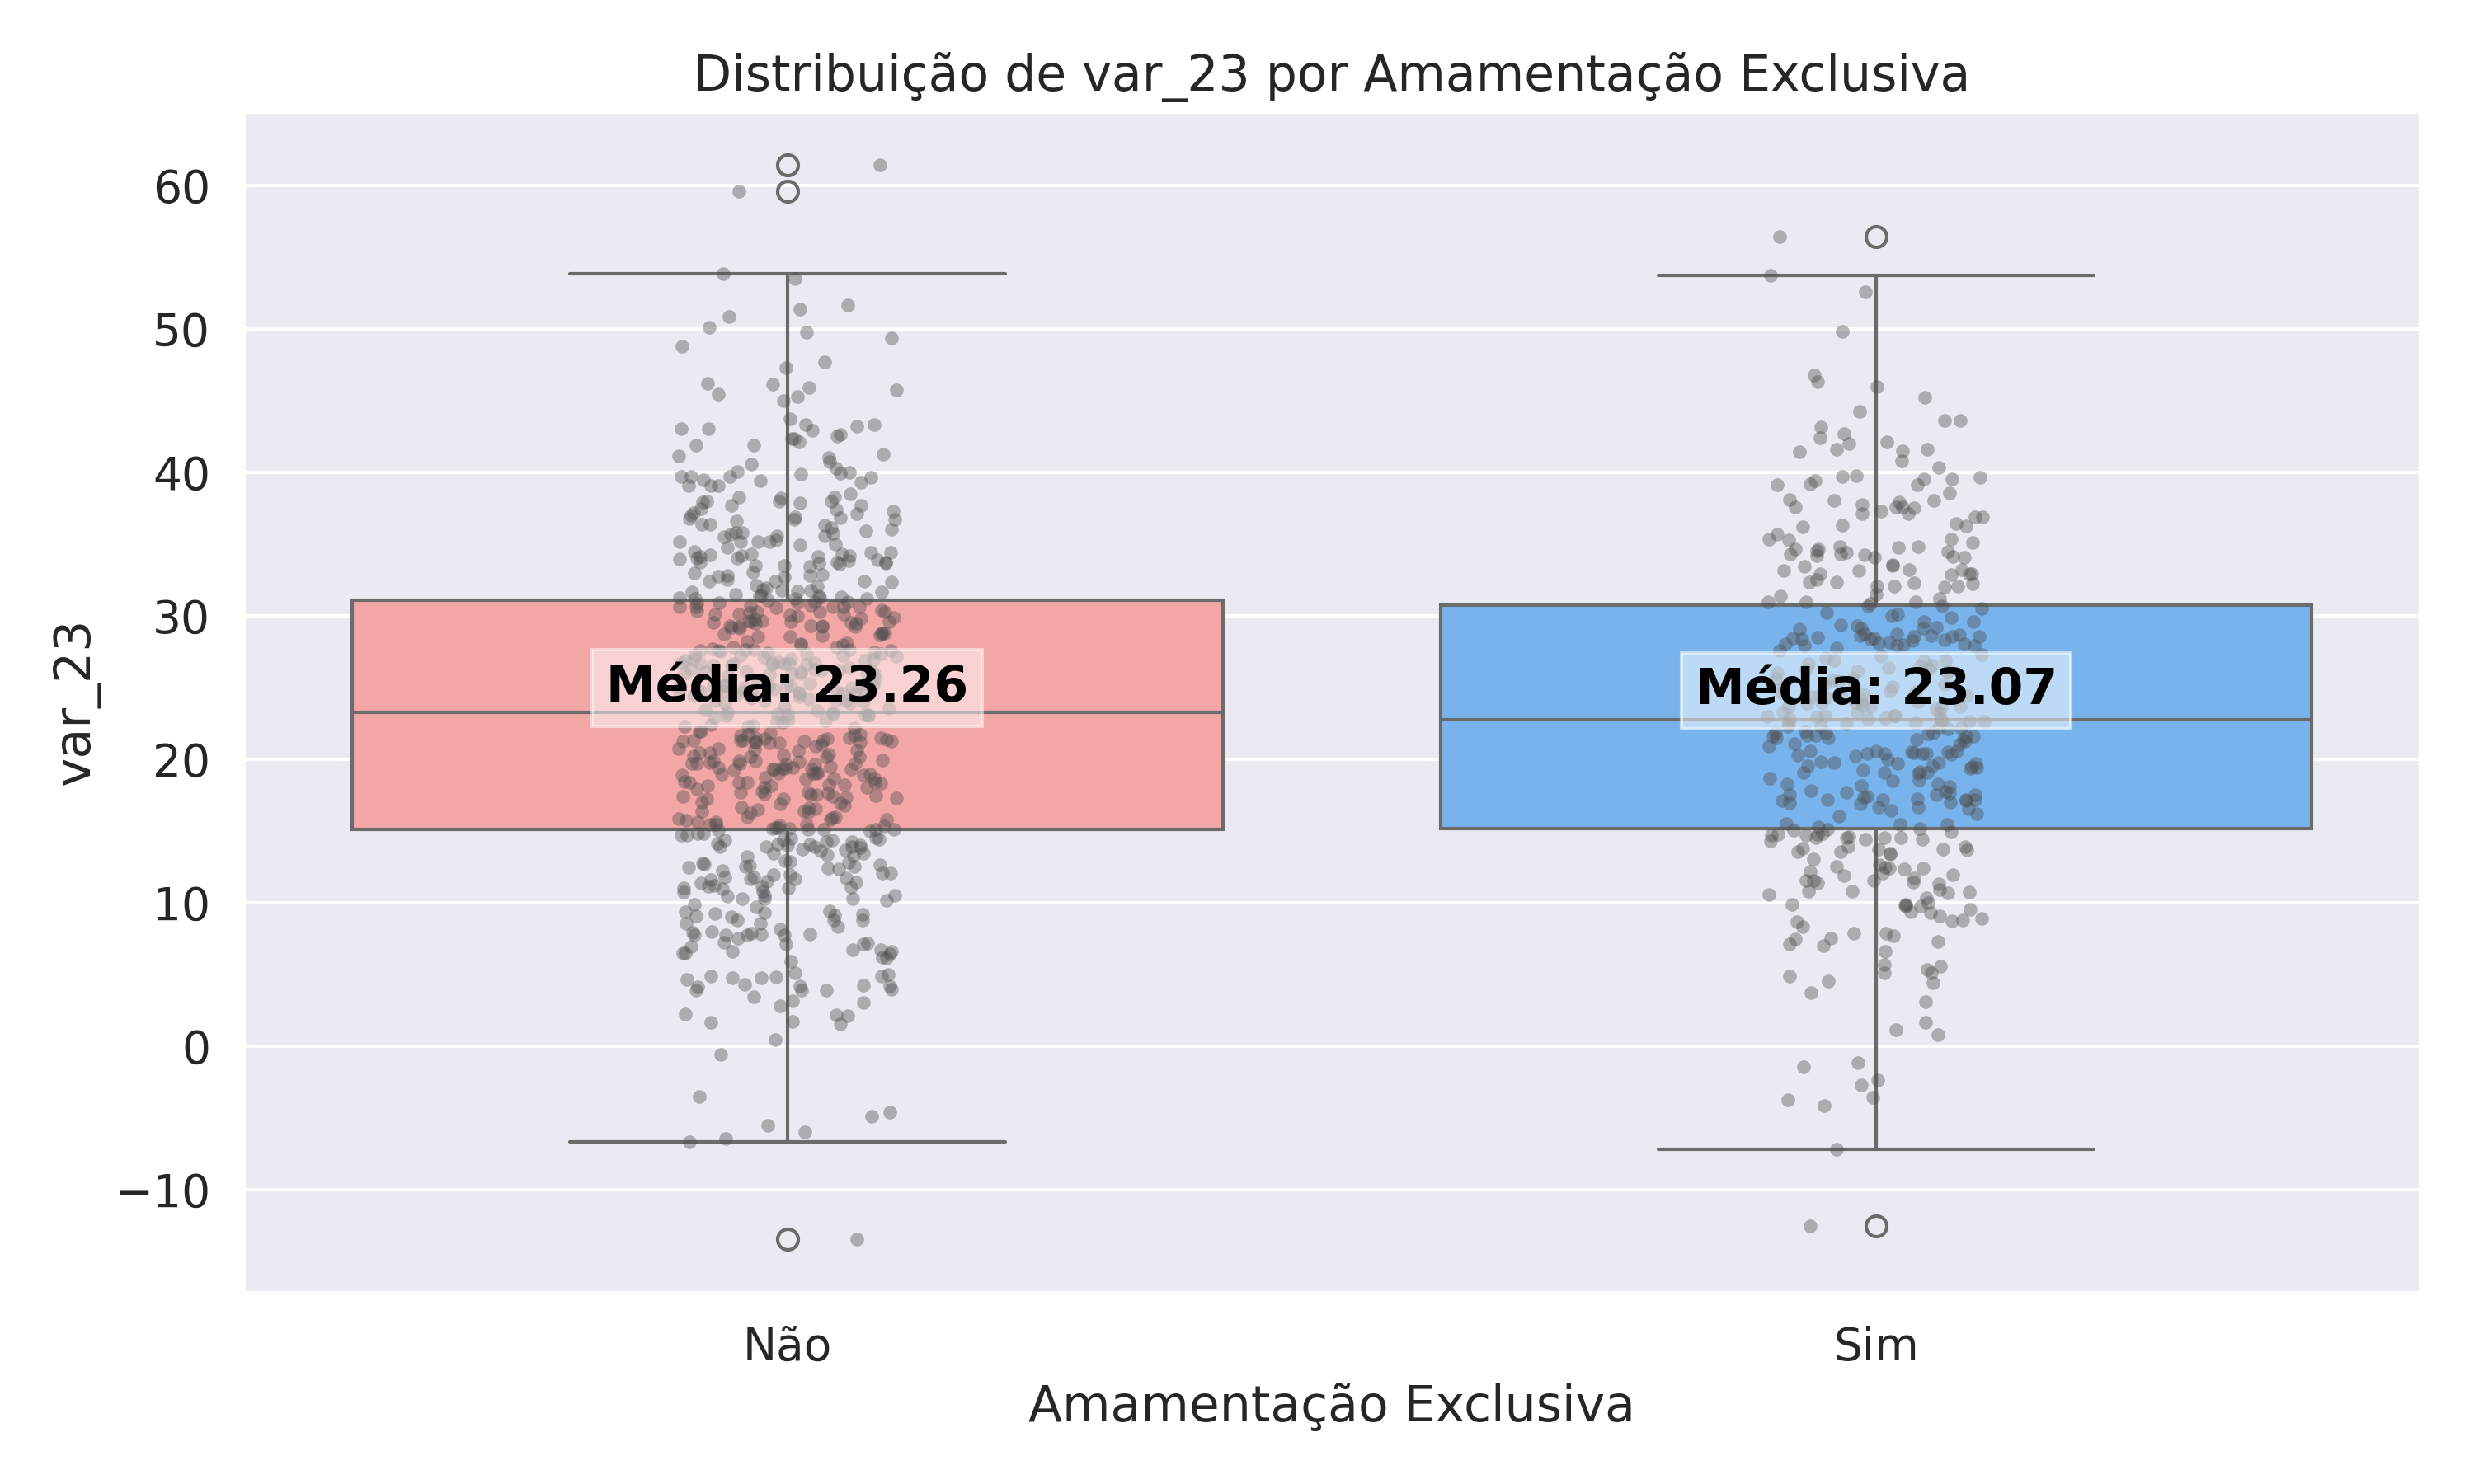 Distribuição de var_23 por Amamentação Exclusiva
60
50
40
30
20
10
0
−10
var_23
Média: 23.26
Média: 23.07
Não
Sim
Amamentação Exclusiva